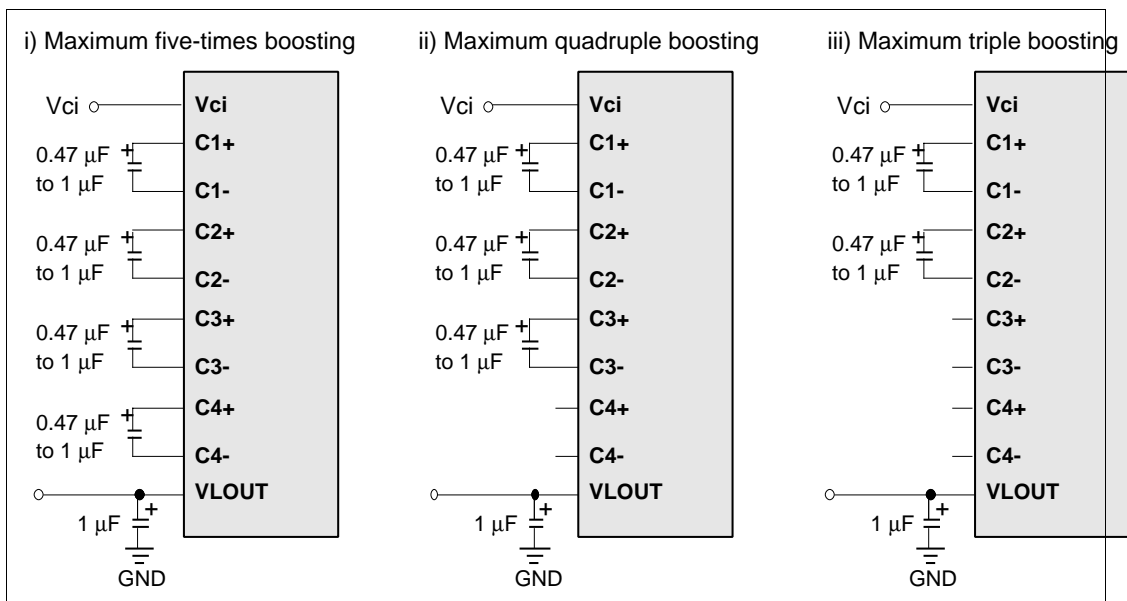 i) Maximum five-times boosting
Vci
Vci
C1+
0.47 µF
to 1 µF
+
C1-
C2+
0.47 µF
to 1 µF
+
C2-
C3+
0.47 µF
to 1 µF
+
C3-
C4+
0.47 µF
to 1 µF
+
C4-
VLOUT
1 µF
+
GND
ii) Maximum quadruple boosting
Vci
Vci
C1+
0.47 µF
to 1 µF
+
C1-
C2+
0.47 µF
to 1 µF
+
C2-
C3+
0.47 µF
to 1 µF
+
C3-
C4+
C4-
VLOUT
1 µF
+
GND
iii) Maximum triple boosting
Vci
Vci
C1+
0.47 µF
to 1 µF
+
C1-
C2+
0.47 µF
to 1 µF
+
C2-
C3+
C3-
C4+
C4-
VLOUT
1 µF
+
GND